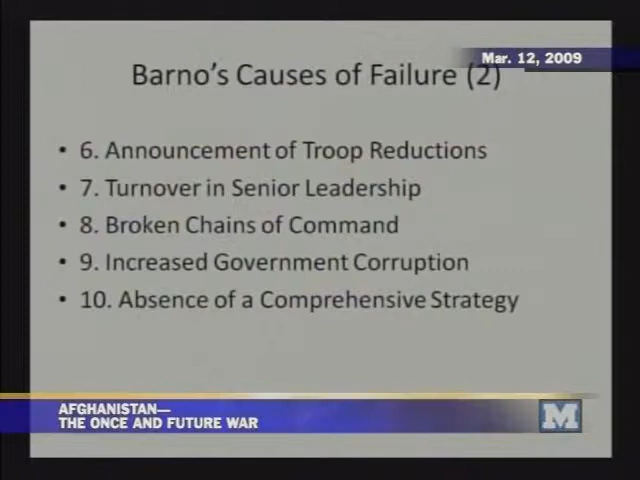 Mar. 12, 2009
Barno's Causes of Failure (2)
• 6. Announcement of Troop Reductions
• 7. Turnover in Senior Leadership
• 8. Broken Chains of Command
• 9. Increased Government Corruption
• 10. Absence of a Comprehensive Strategy
AFGHANISTAN—
THE ONCE AND FUTURE WAR
M